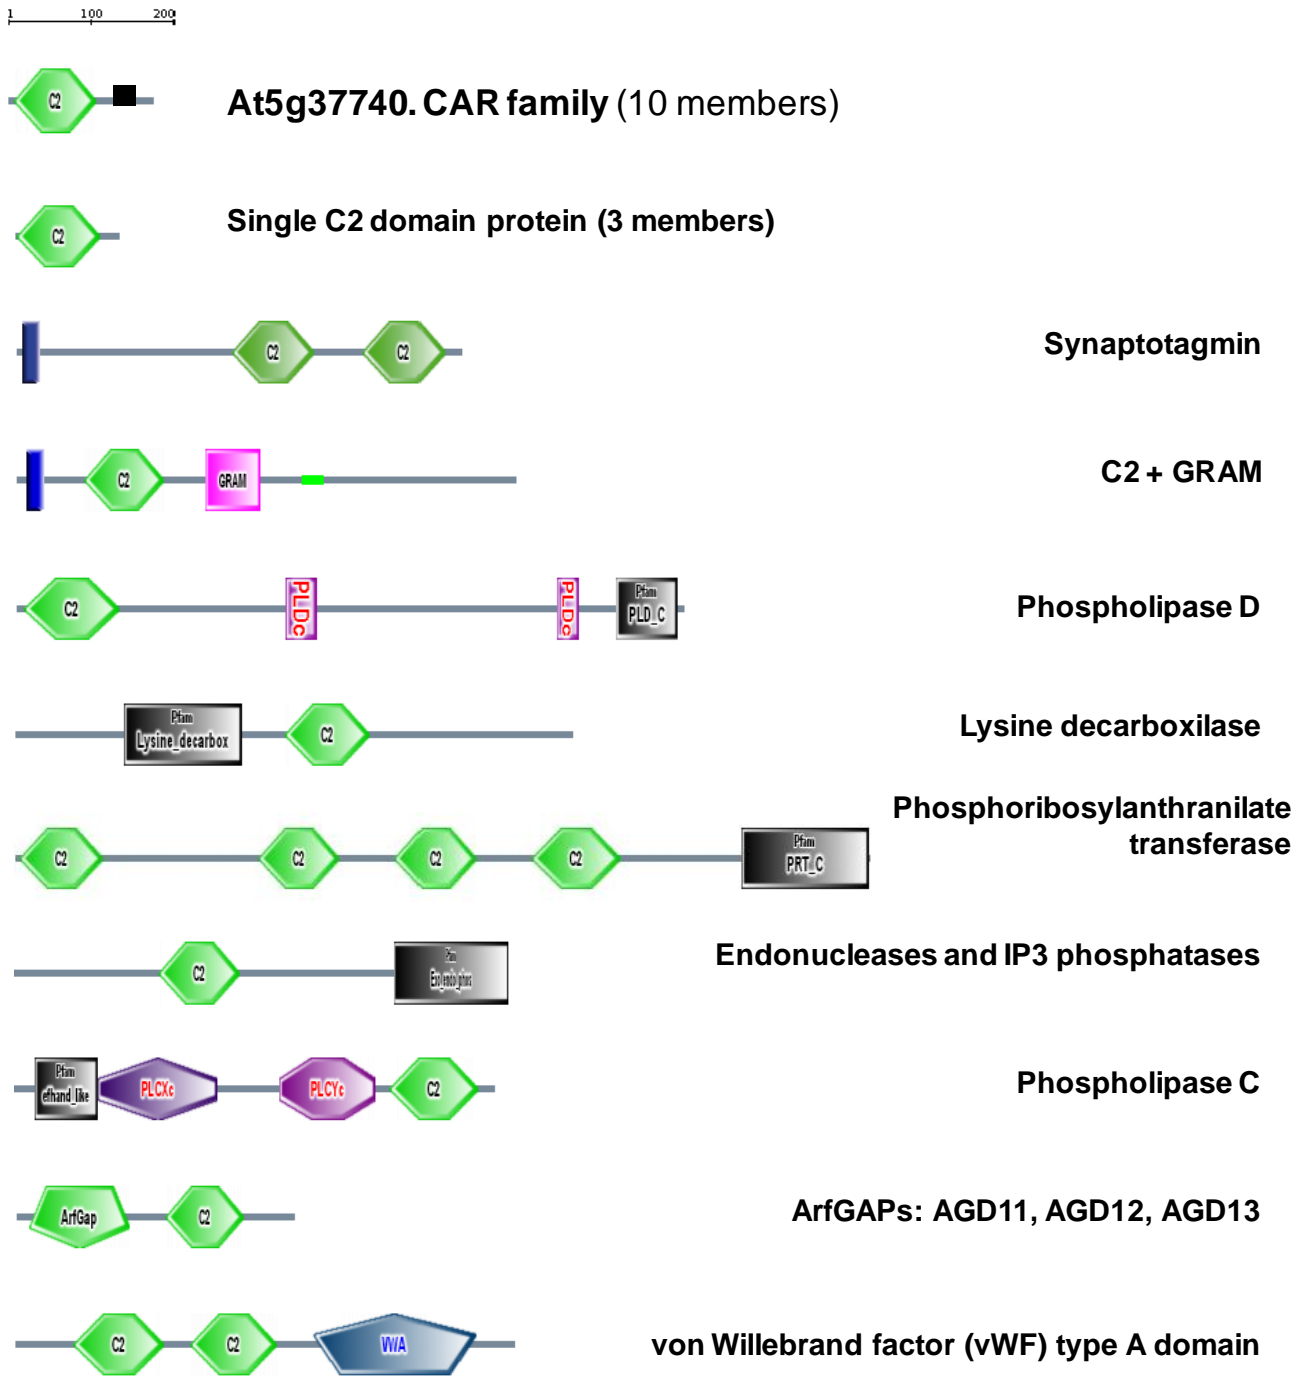 1 100 200
C2 At5g37740. CAR family (10 members)
C2 Single C2 domain protein (3 members)
C2 C2 Synaptotagmin
C2 GRAM C2 + GRAM
C2 PLDc PLDc Pfam PLD_C Phospholipase D
Pfam Lysine_decarbox C2 Lysine decarboxilase
Phosphoribosylanthranilate
transferase
C2 C2 C2 C2 Pfam PRT_C
C2 Pfam Exo_endo_phos Endonucleases and IP3 phosphatases
Pfam efhand_like PLCXc PLCYc C2 Phospholipase C
ArfGap C2 ArfGAPs: AGD11, AGD12, AGD13
C2 C2 VWA von Willebrand factor (vWF) type A domain